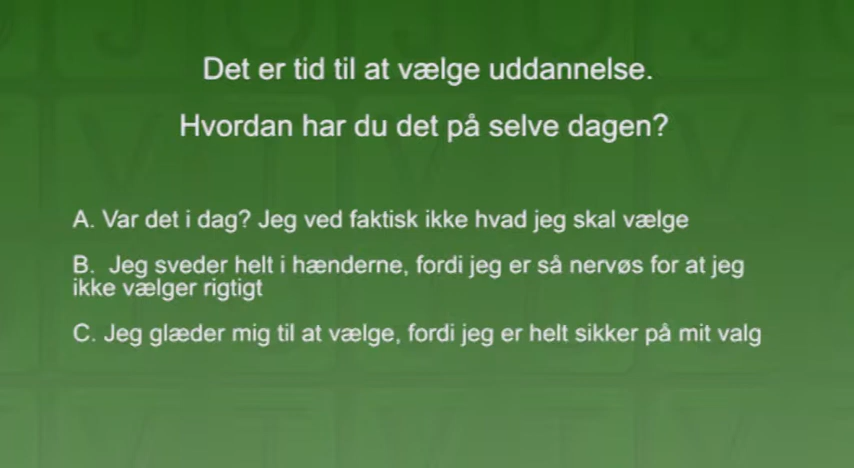 Det er tid til at vælge uddannelse.
Hvordan har du det på selve dagen?
A. Var det i dag? Jeg ved faktisk ikke hvad jeg skal vælge
B.  Jeg sveder helt i hænderne, fordi jeg er så nervøs for at jeg
ikke vælger rigtigt
C. Jeg glæder mig til at vælge, fordi jeg er helt sikker på mit valg